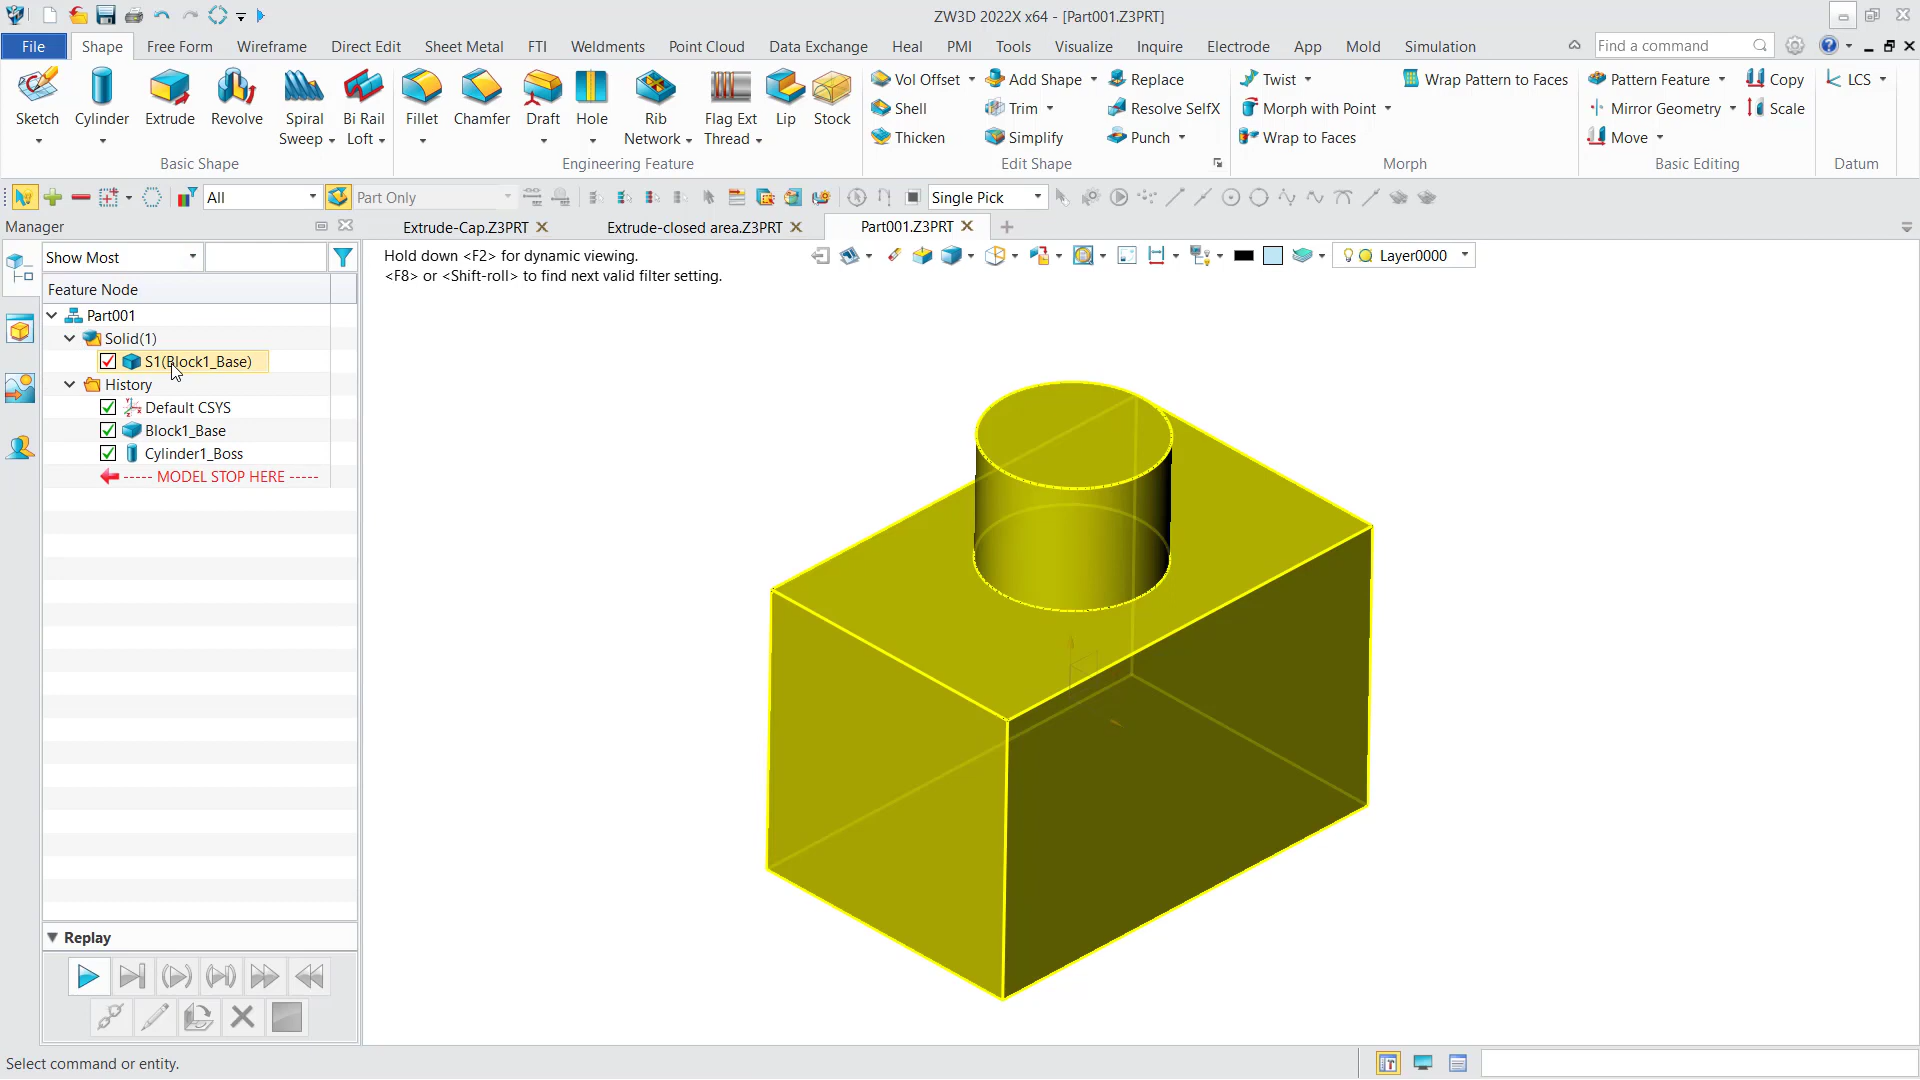 ZW3D 2022X x64 - [Part001.Z3PRT]
File Shape Free Form Wireframe Direct Edit Sheet Metal FTI Weldments Point Cloud Data Exchange Heal PMI Tools Visualize Inquire Electrode App Mold Simulation Find a command
Sketch Cylinder Extrude Revolve Spiral Sweep Bi Rail Loft
Basic Shape
Fillet Chamfer Draft Hole Rib Network Flag Ext Thread Lip Stock
Engineering Feature
Vol Offset Add Shape Replace
Shell Trim Resolve SelfX
Thicken Simplify Punch
Edit Shape
Twist Wrap Pattern to Faces
Morph with Point
Wrap to Faces
Morph
Pattern Feature Copy
Mirror Geometry Scale
Move
Basic Editing
LCS
Datum
All Part Only Single Pick
Manager
Extrude-Cap.Z3PRT Extrude-closed area.Z3PRT Part001.Z3PRT
Show Most
Hold down <F2> for dynamic viewing.
<F8> or <Shift-roll> to find next valid filter setting.
Layer0000
Feature Node
Part001
Solid(1)
S1(Block1_Base)
History
Default CSYS
Block1_Base
Cylinder1_Boss
----- MODEL STOP HERE -----
Replay
Select command or entity.